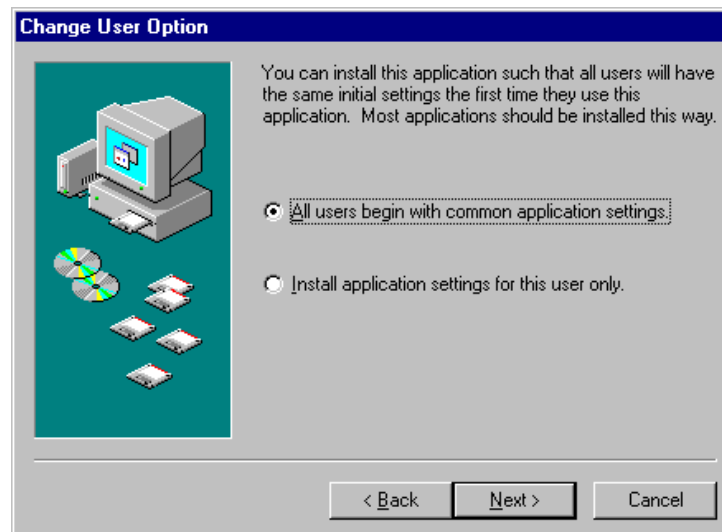 Change User Option
You can install this application such that all users will have
the same initial settings the first time they use this
application.  Most applications should be installed this way.
All users begin with common application settings.
Install application settings for this user only.
< Back
Next >
Cancel